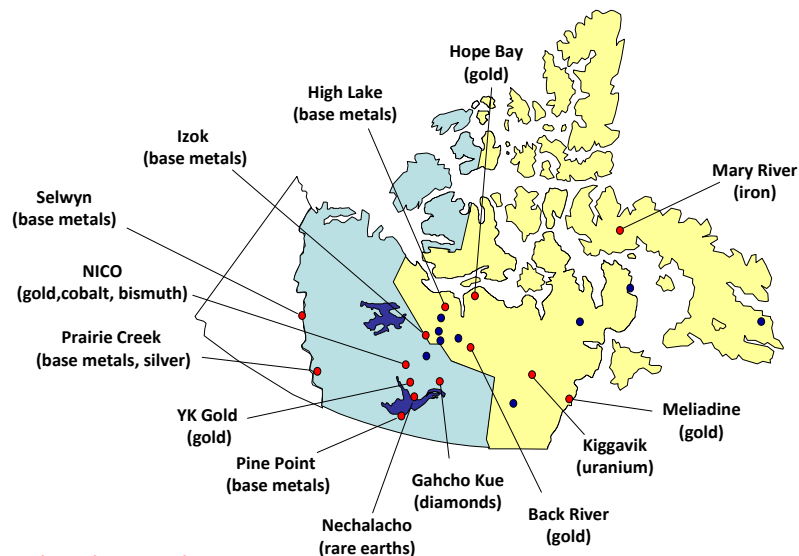 Hope Bay
(gold)
High Lake
(base metals)
Izok
(base metals)
Mary River
(iron)
Selwyn
(base metals)
NICO
(gold,cobalt, bismuth)
Prairie Creek
(base metals, silver)
YK Gold
(gold)
Pine Point
(base metals)
Nechalacho
(rare earths)
Gahcho Kue
(diamonds)
Back River
(gold)
Kiggavik
(uranium)
Meliadine
(gold)